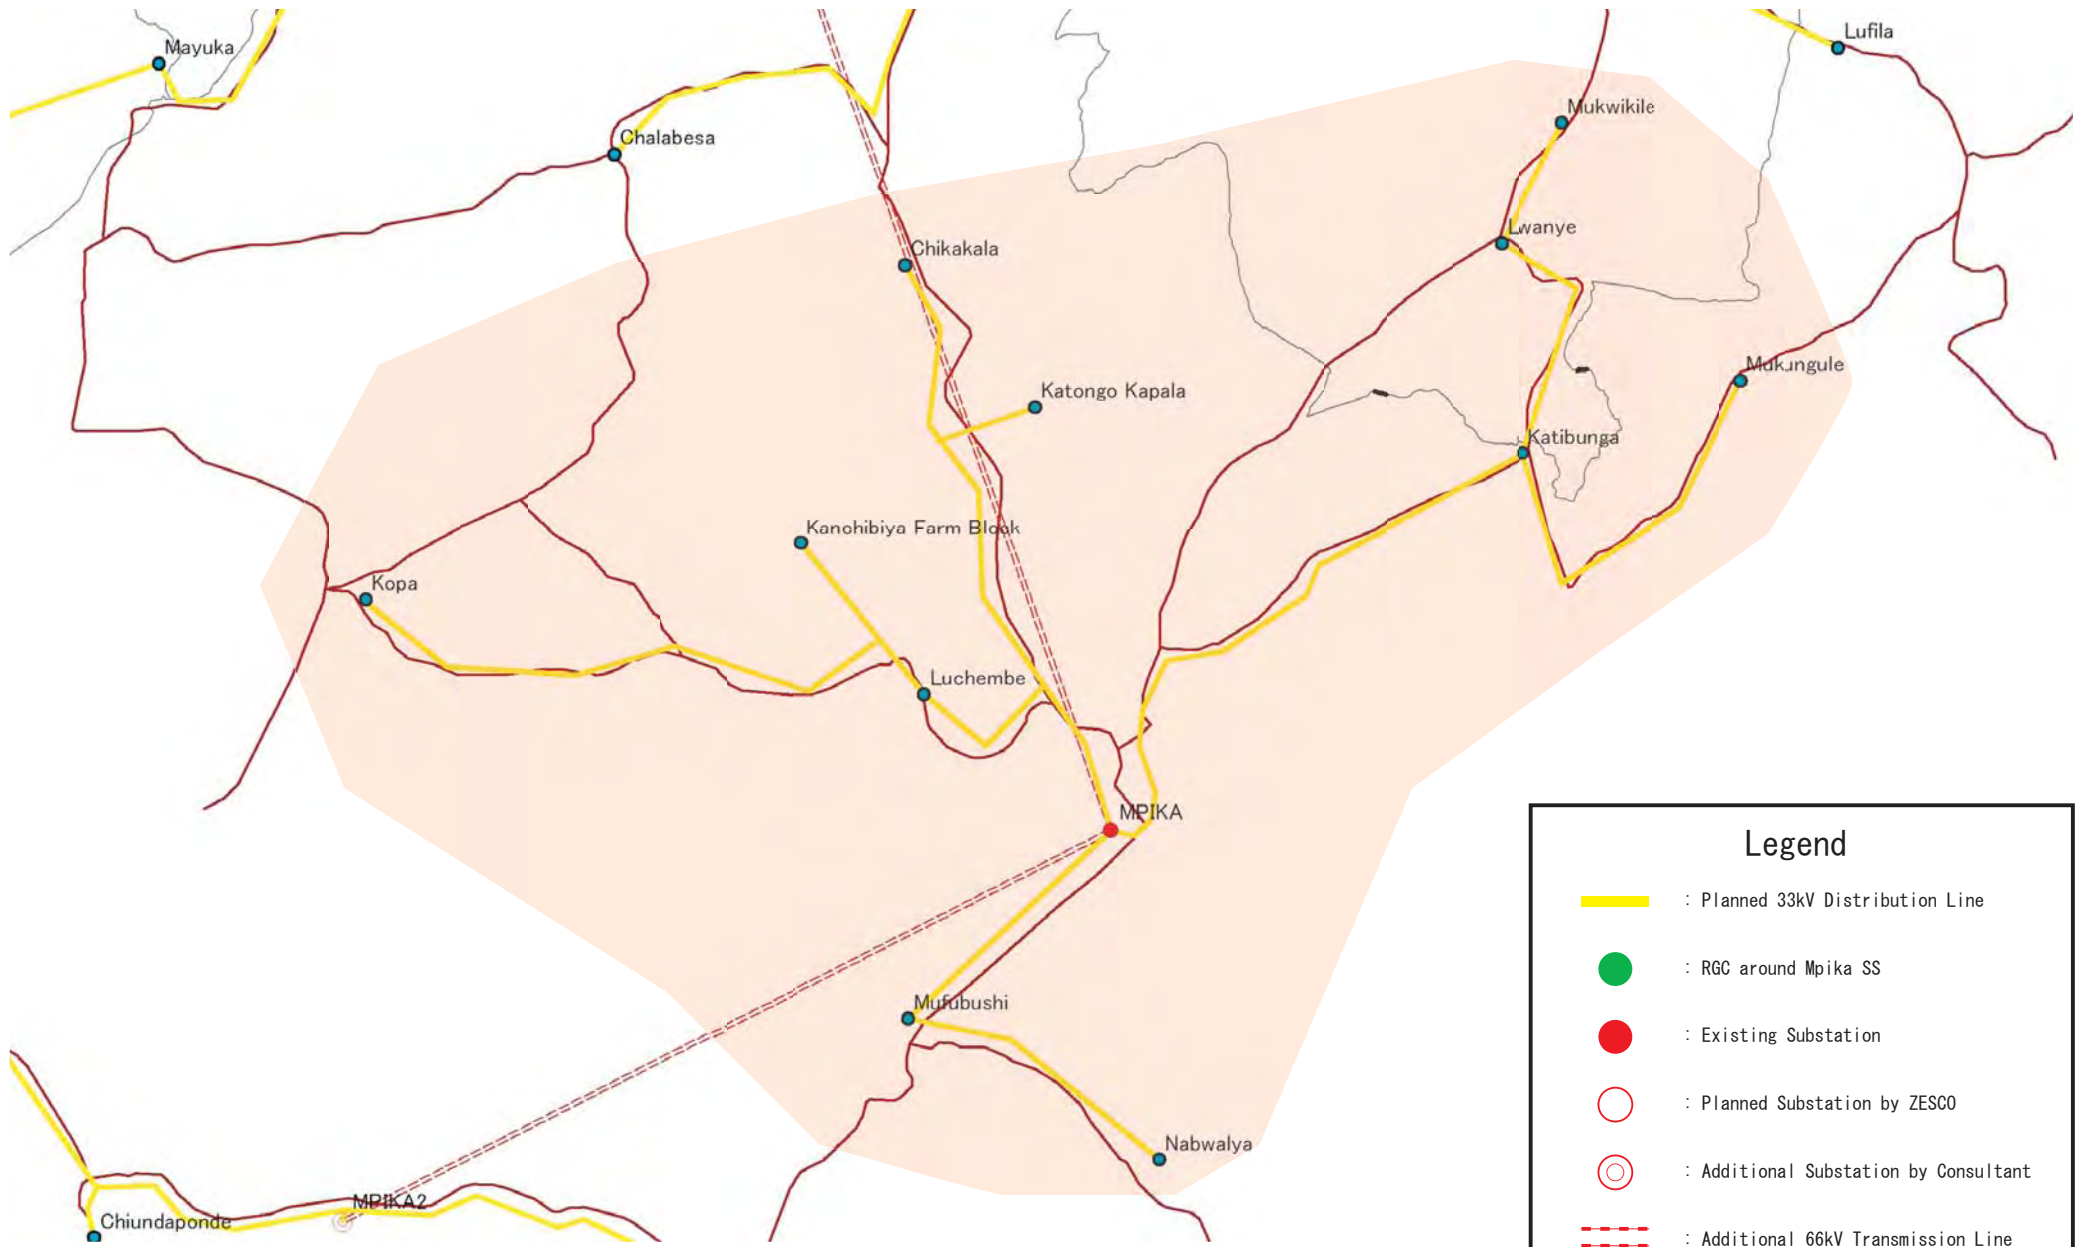 Lufila
Mayuka
Mukwikile
Chalabesa
Lwanye
Chikakala
Mukungule
Katongo Kapala
Katibunga
Kanohibiya Farm Block
Kopa
Luchembe
MPIKA
Legend
: Planned 33kV Distribution Line
: RGC around Mpika SS
Mufubushi
: Existing Substation
: Planned Substation by ZESCO
Nabwalya
: Additional Substation by Consultant
MPIKA2
Chiundaponde
: Additional 66kV Transmission Line